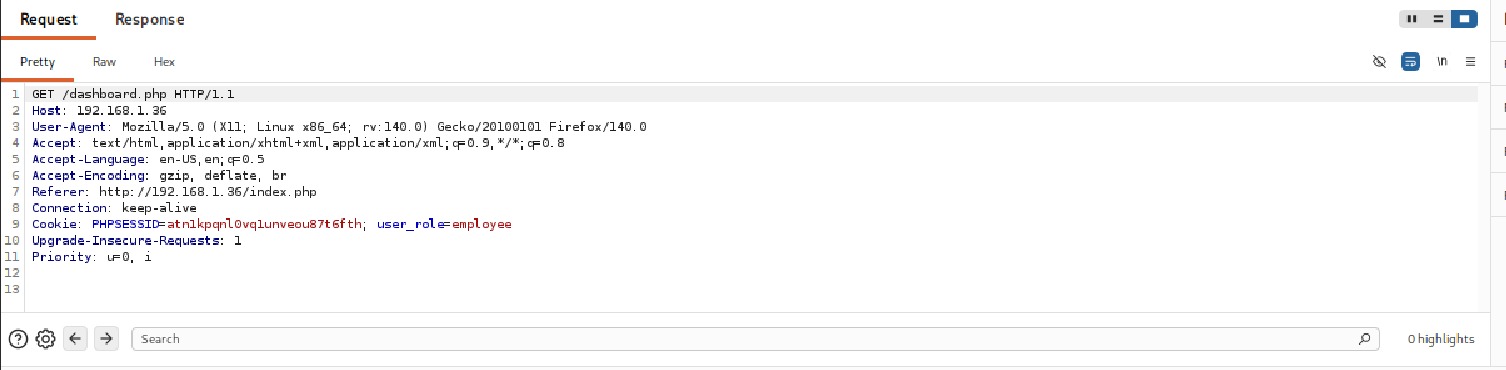 Request Response
Pretty Raw Hex
\n
1 GET /dashboard.php HTTP/1.1
2 Host: 192.168.1.36
3 User-Agent: Mozilla/5.0 (X11; Linux x86_64; rv:140.0) Gecko/20100101 Firefox/140.0
4 Accept: text/html,application/xhtml+xml,application/xml;q=0.9,*/*;q=0.8
5 Accept-Language: en-US,en;q=0.5
6 Accept-Encoding: gzip, deflate, br
7 Referer: http://192.168.1.36/index.php
8 Connection: keep-alive
9 Cookie: PHPSESSID=atn1kpqnl0vq1unveou87t6fth; user_role=employee
10 Upgrade-Insecure-Requests: 1
11 Priority: u=0, i
12
13
Search 0 highlights